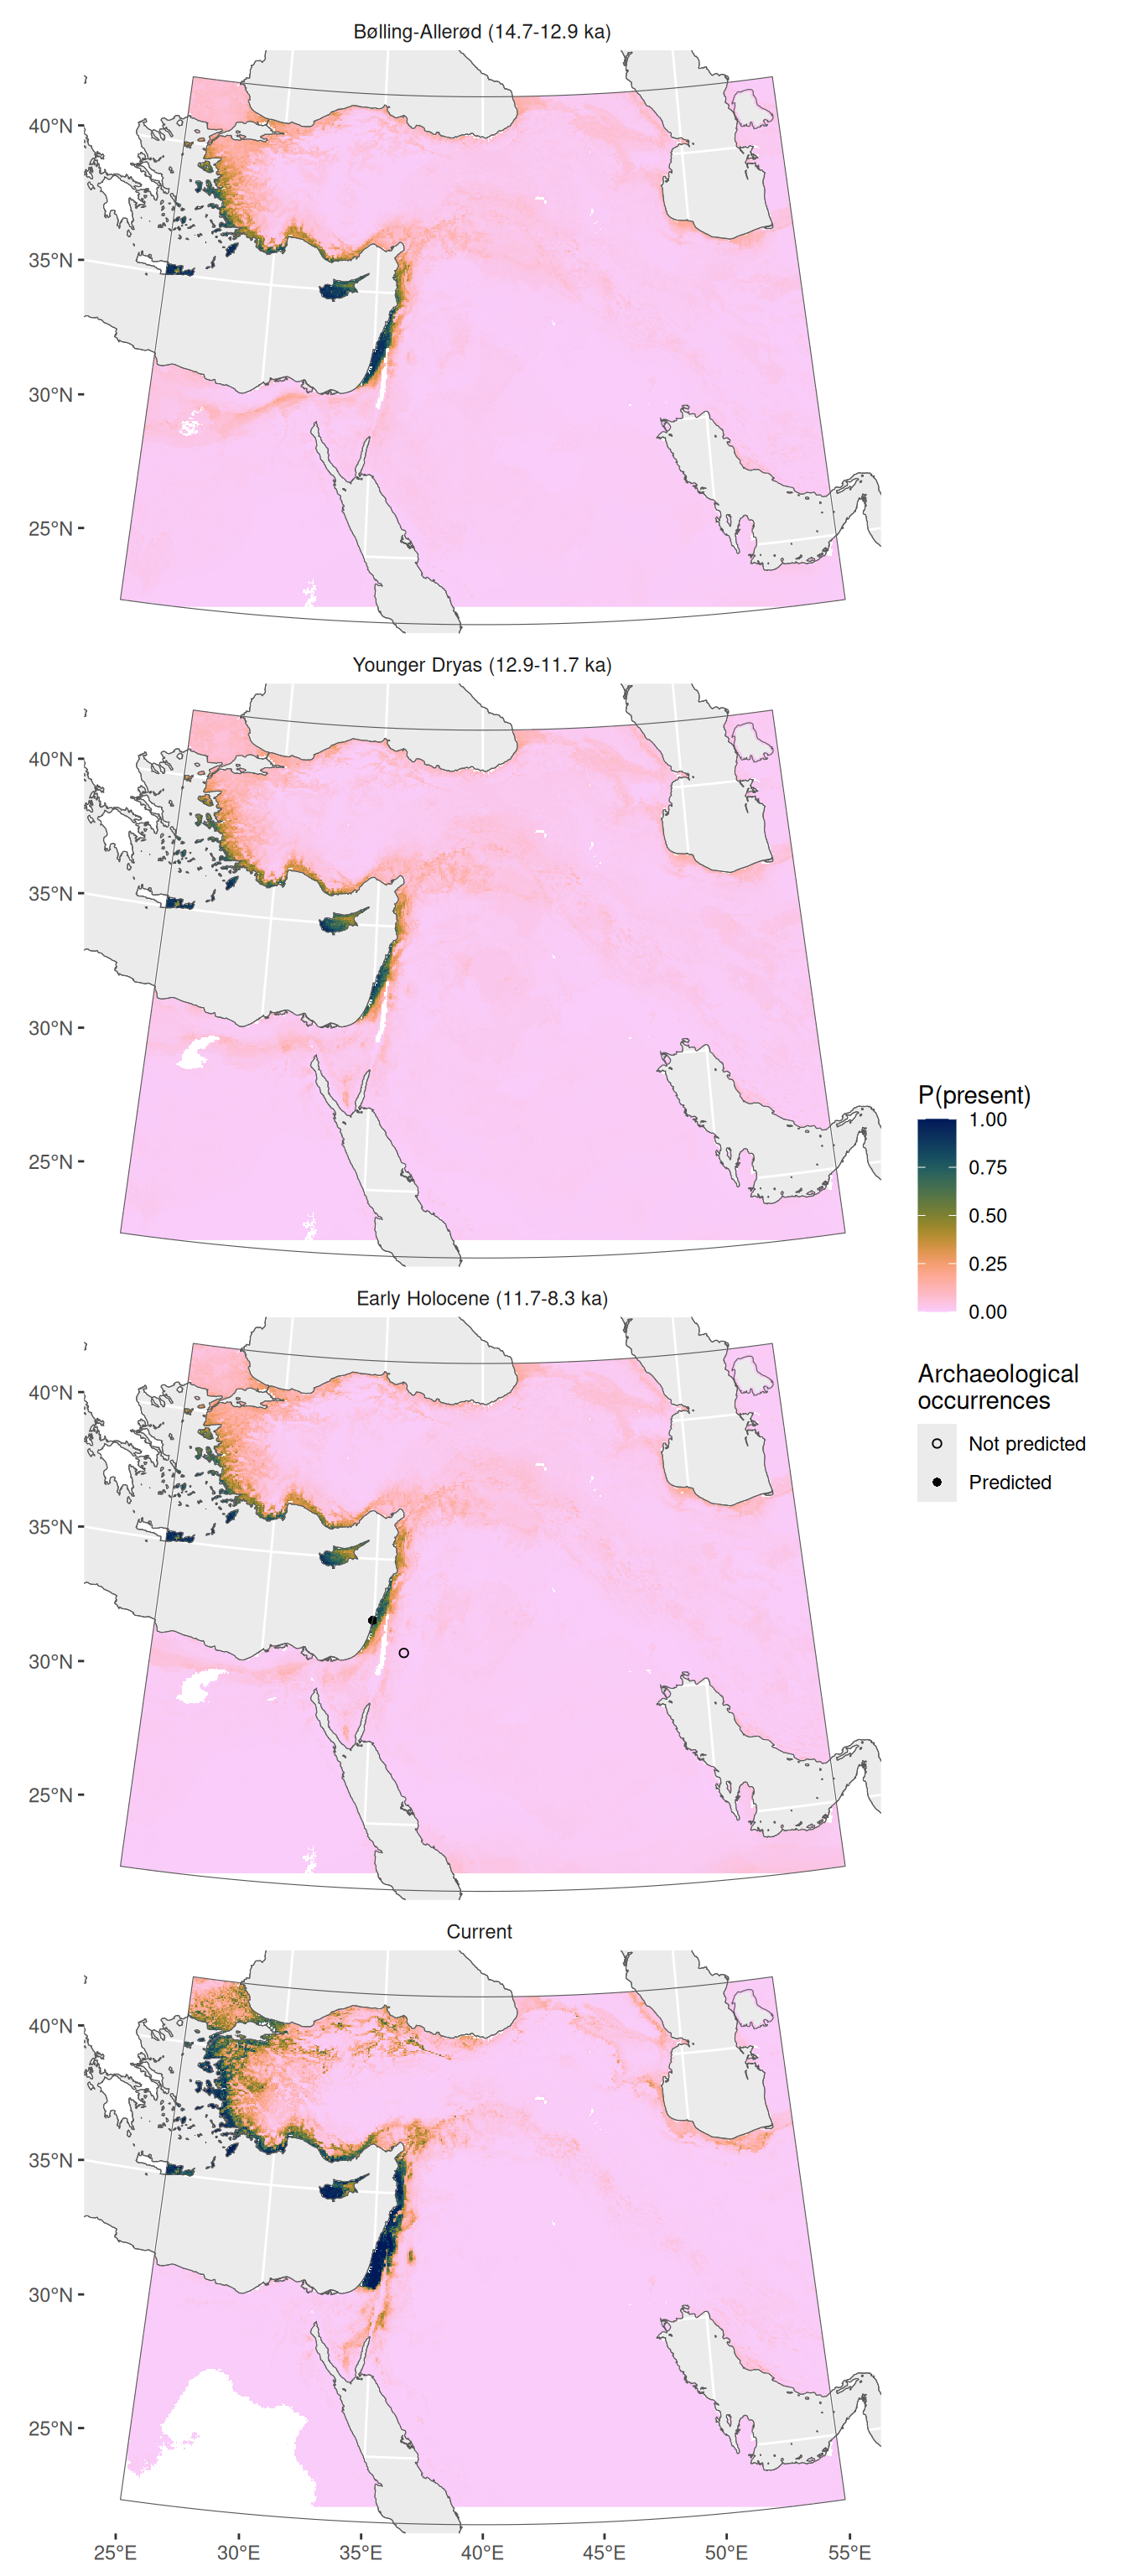 Bølling-Allerød (14.7-12.9 ka)
40°N
35°N
30°N
25°N
Younger Dryas (12.9-11.7 ka)
40°N
35°N
30°N
25°N
P(present)
1.00
0.75
0.50
0.25
0.00
Early Holocene (11.7-8.3 ka)
Archaeological
occurrences
Not predicted
Predicted
40°N
35°N
30°N
25°N
Current
40°N
35°N
30°N
25°N
25°E 30°E 35°E 40°E 45°E 50°E 55°E